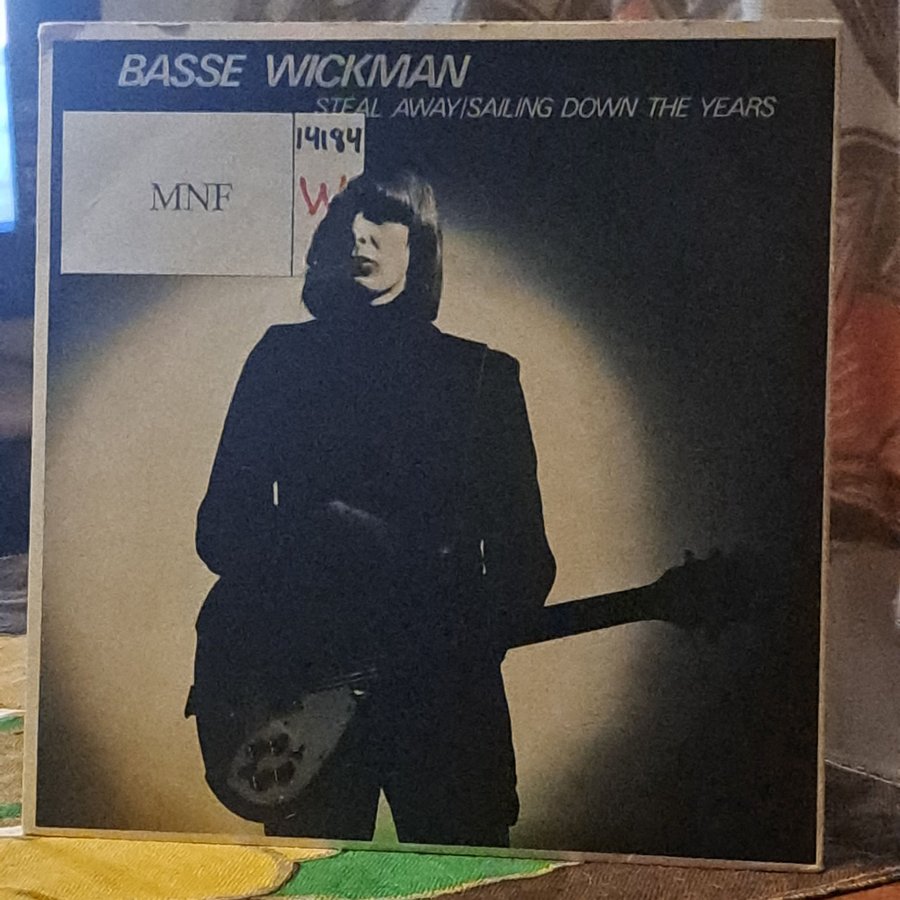 BASSE WICKMAN
STEAL AWAY/SAILING DOWN THE YEARS
14184
MNF
W